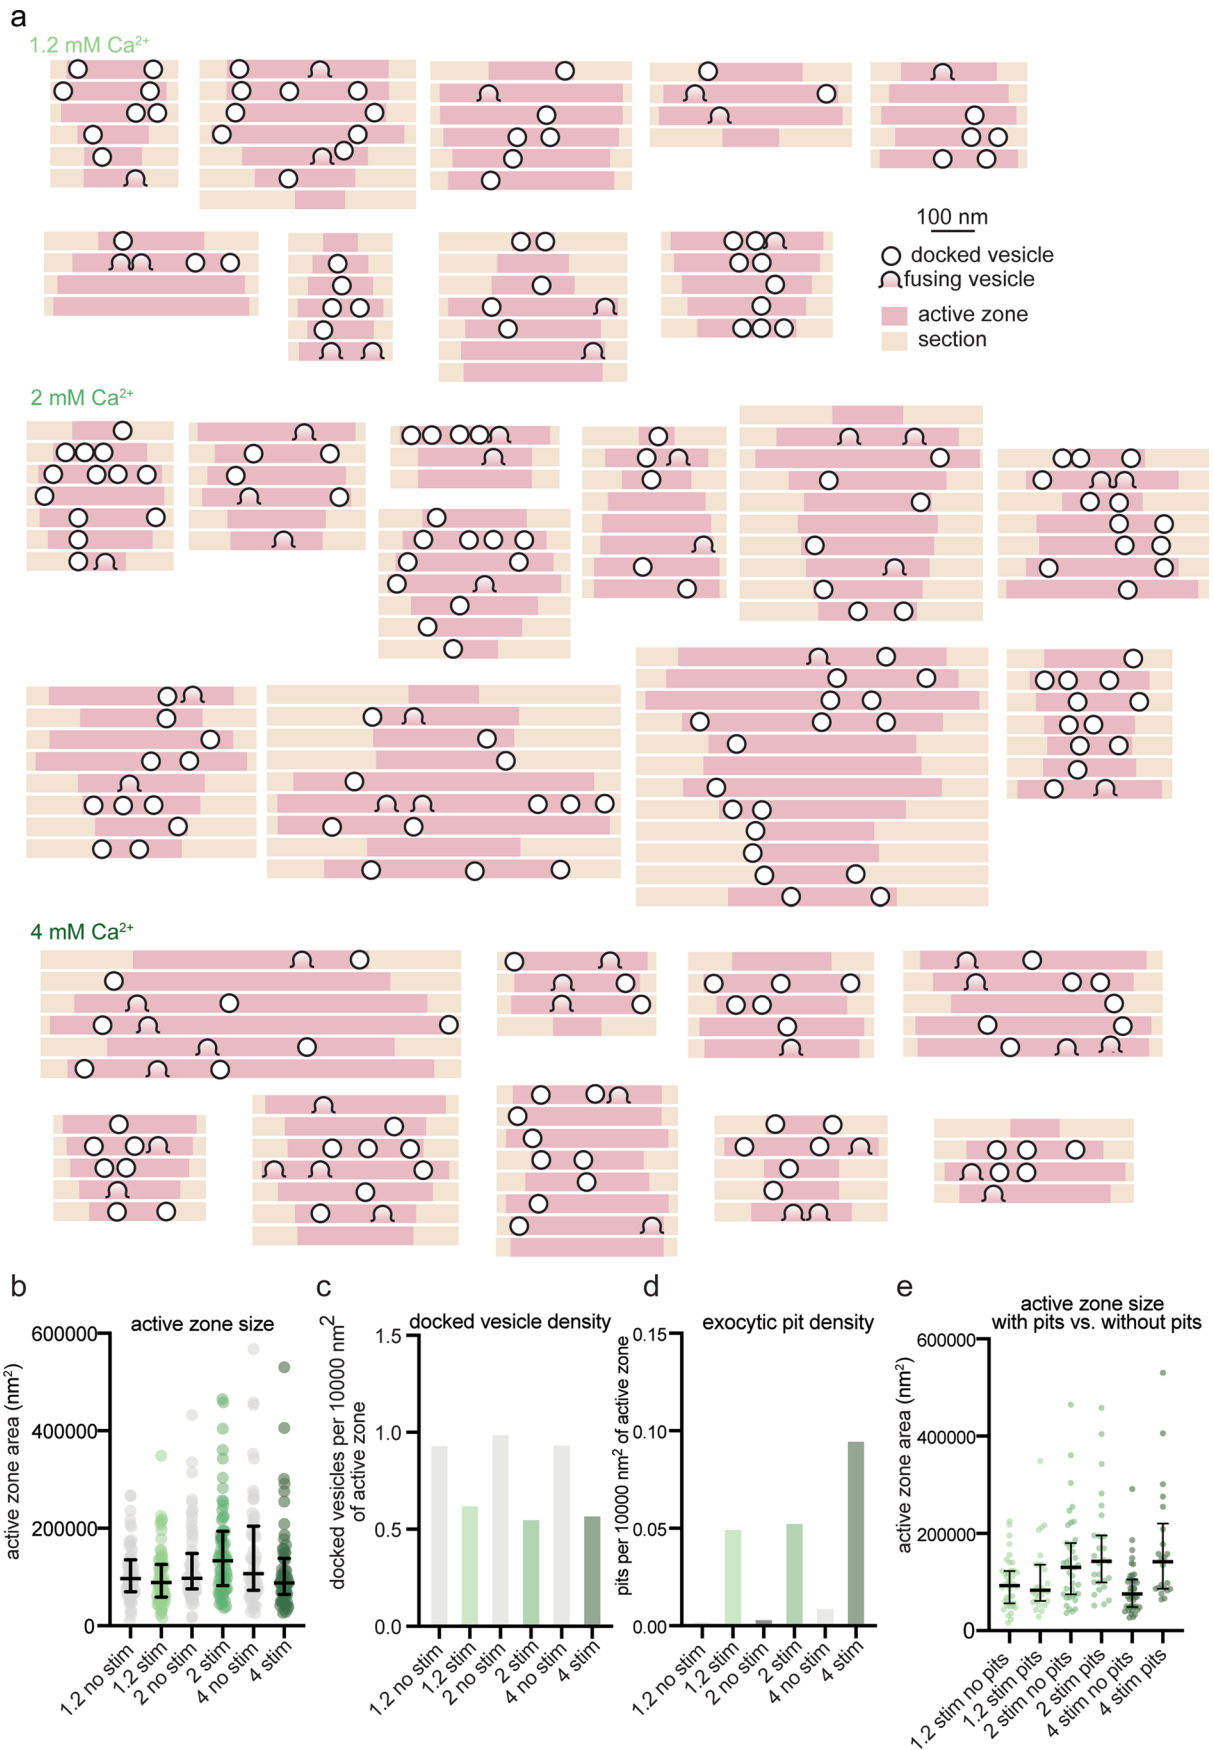 a
1.2 mM Ca²⁺
100 nm
docked vesicle
fusing vesicle
active zone
section
2 mM Ca²⁺
4 mM Ca²⁺
b
active zone size
active zone area (nm²)
600000
400000
200000
0
1.2 no stim
1.2 stim
2 no stim
2 stim
4 no stim
4 stim
c
docked vesicle density
docked vesicles per 10000 nm²
of active zone
1.5
1.0
0.5
0.0
1.2 no stim
1.2 stim
2 no stim
2 stim
4 no stim
4 stim
d
exocytic pit density
pits per 10000 nm² of active zone
0.15
0.10
0.05
0.00
1.2 no stim
1.2 stim
2 no stim
2 stim
4 no stim
4 stim
e
active zone size
with pits vs. without pits
active zone area (nm²)
600000
400000
200000
0
1.2 stim no pits
1.2 stim pits
2 stim no pits
2 stim pits
4 stim no pits
4 stim pits